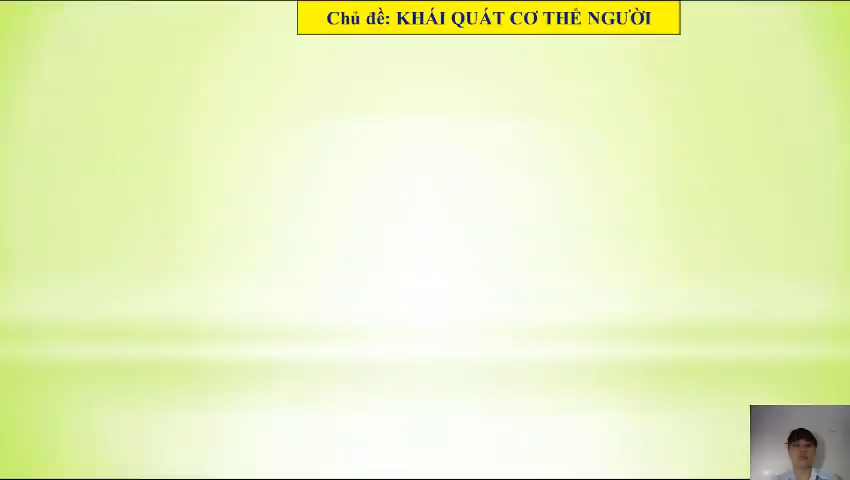 Chủ đề: KHÁI QUÁT CƠ THỂ NGƯỜI